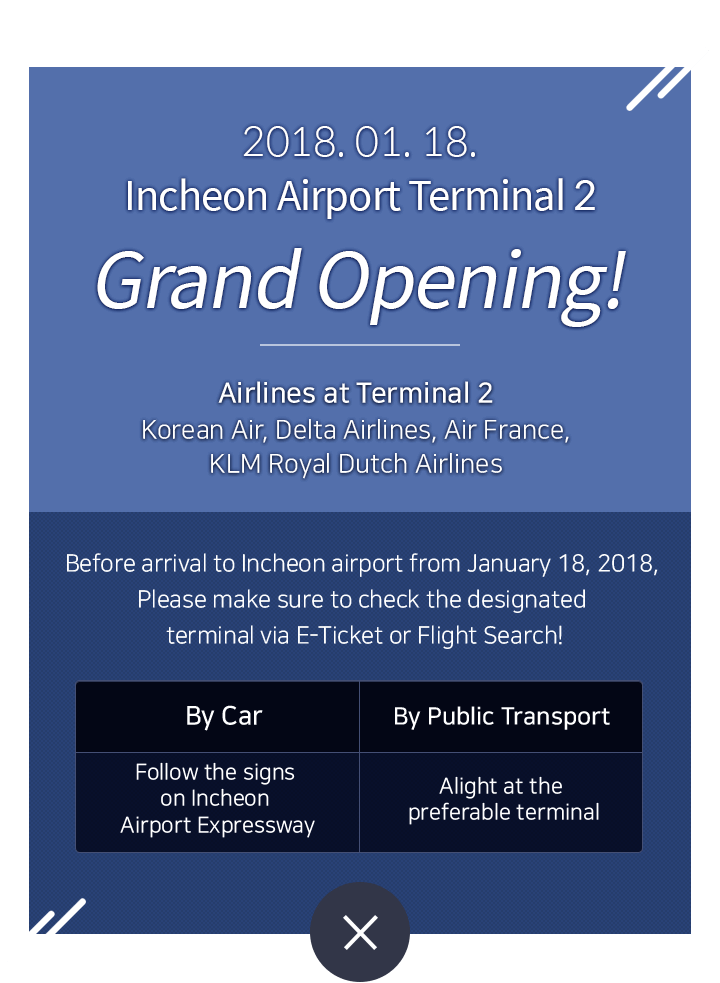 2018. 01. 18.
Incheon Airport Terminal 2
Grand Opening!
Airlines at Terminal 2
Korean Air, Delta Airlines, Air France,
KLM Royal Dutch Airlines
Before arrival to Incheon airport from January 18, 2018,
Please make sure to check the designated
terminal via E-Ticket or Flight Search!
By Car
By Public Transport
Follow the signs
on Incheon
Airport Expressway
Alight at the
preferable terminal